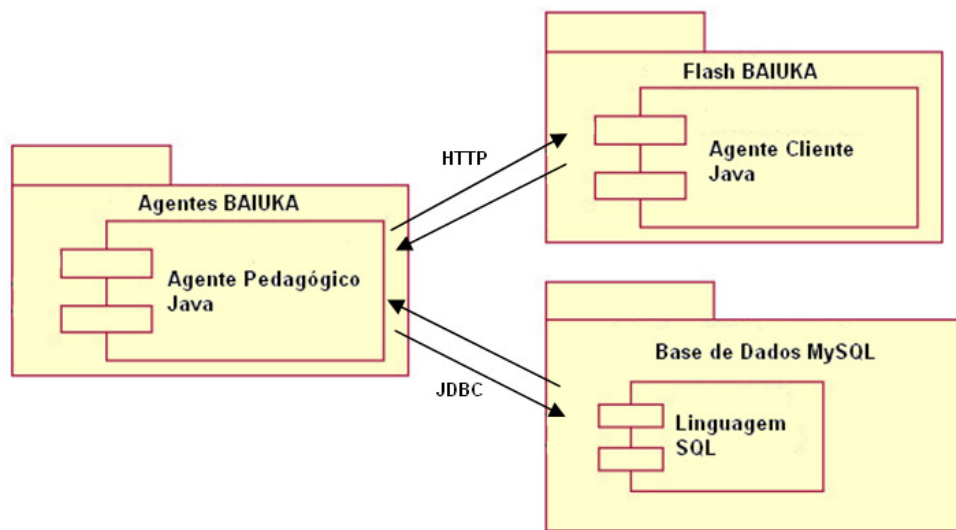 Flash BAIUKA
Agente Cliente
Java
HTTP
Agentes BAIUKA
Agente Pedagógico
Java
JDBC
Base de Dados MySQL
Linguagem
SQL